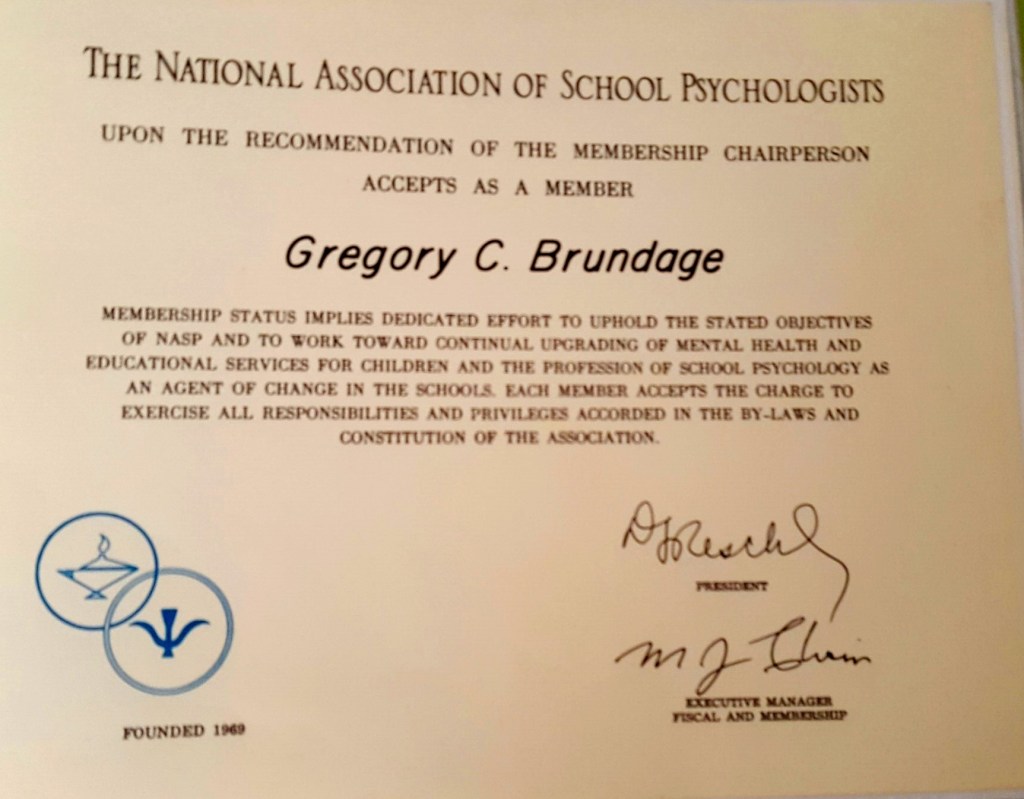 THE NATIONAL ASSOCIATION OF SCHOOL PSYCHOLOGISTS
UPON THE RECOMMENDATION OF THE MEMBERSHIP CHAIRPERSON
ACCEPTS AS A MEMBER
Gregory C. Brundage
MEMBERSHIP STATUS IMPLIES DEDICATED EFFORT TO UPHOLD THE STATED OBJECTIVES
OF NASP AND TO WORK TOWARD CONTINUAL UPGRADING OF MENTAL HEALTH AND
EDUCATIONAL SERVICES FOR CHILDREN AND THE PROFESSION OF SCHOOL PSYCHOLOGY AS
AN AGENT OF CHANGE IN THE SCHOOLS. EACH MEMBER ACCEPTS THE CHARGE TO
EXERCISE ALL RESPONSIBILITIES AND PRIVILEGES ACCORDED IN THE BY-LAWS AND
CONSTITUTION OF THE ASSOCIATION.
PRESIDENT
EXECUTIVE MANAGER
FISCAL AND MEMBERSHIP
FOUNDED 1969